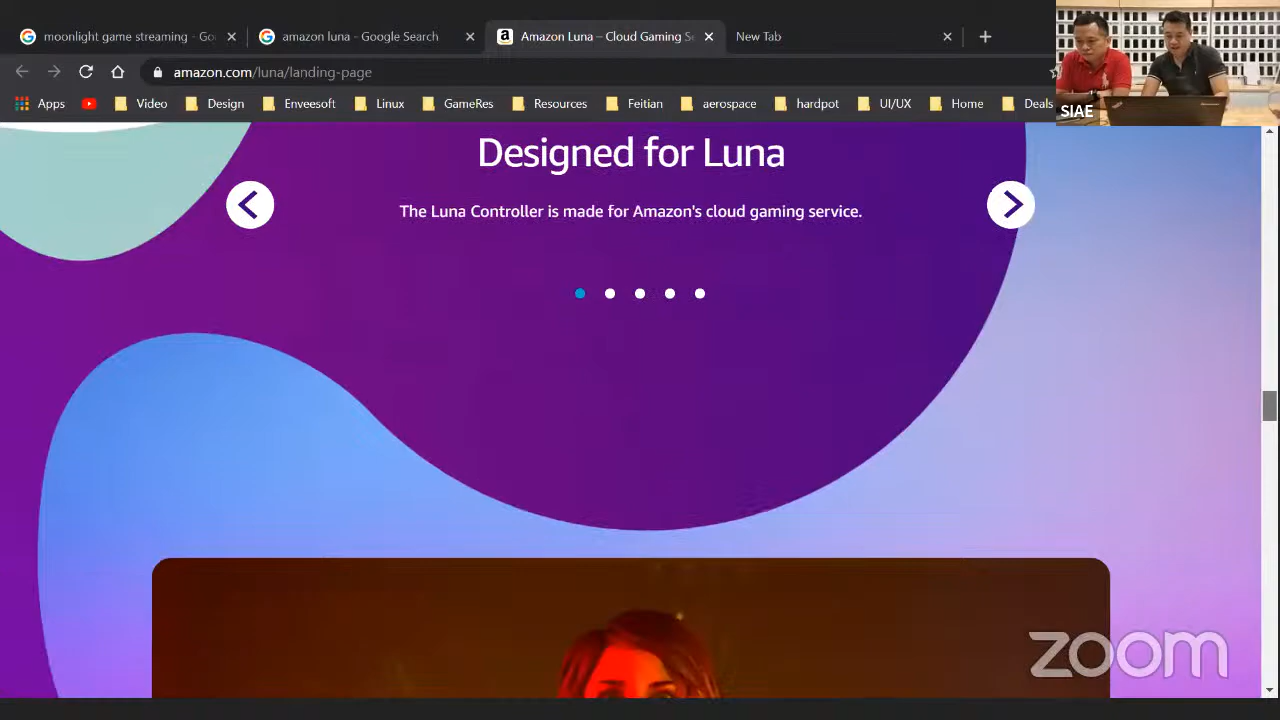 moonlight game streaming - Go
amazon luna - Google Search
Amazon Luna – Cloud Gaming Se
New Tab
amazon.com/luna/landing-page
Apps
Video
Design
Enveesoft
Links
GameRes
Resources
Feitian
aerospace
hardpot
UI/UX
Home
Deals
SIAE
Designed for Luna
The Luna Controller is made for Amazon's cloud gaming service.
zoom